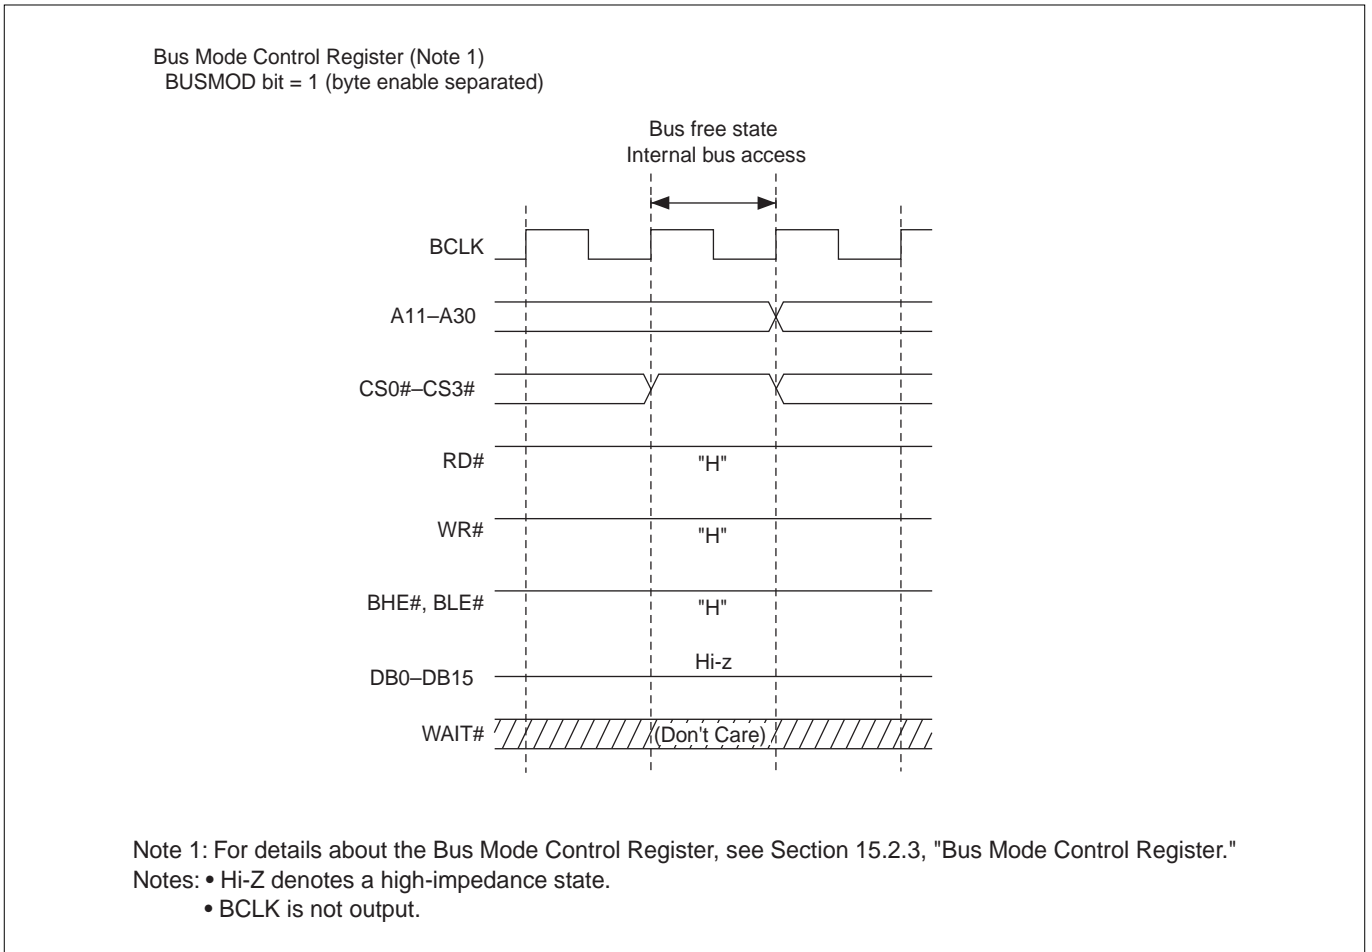 Bus Mode Control Register (Note 1)
BUSMOD bit = 1 (byte enable separated)
Bus free state
Internal bus access
BCLK
A11–A30
CS0#–CS3#
RD#
"H"
WR#
"H"
BHE#, BLE#
"H"
Hi-z
DB0–DB15
WAIT#
(Don't Care)
Note 1: For details about the Bus Mode Control Register, see Section 15.2.3, "Bus Mode Control Register."
Notes: • Hi-Z denotes a high-impedance state.
• BCLK is not output.